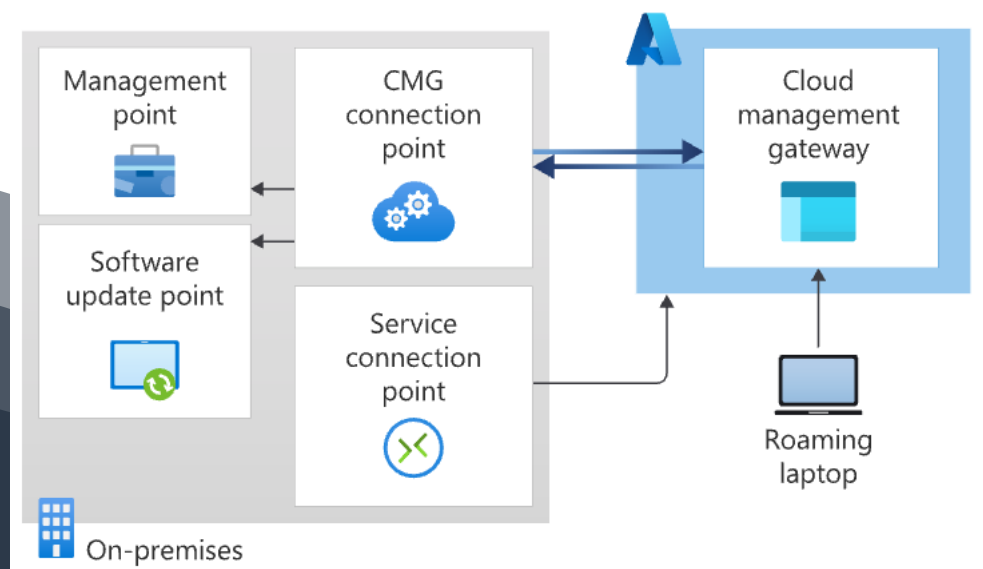 Management
point
CMG
connection
point
Cloud
management
gateway
Software
update point
Service
connection
point
Roaming
laptop
On-premises